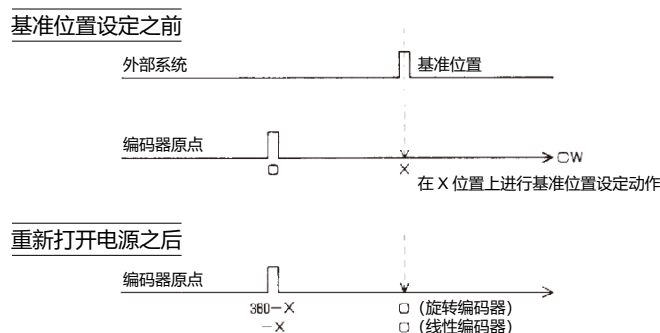 基准位置设定之前
外部系统
基准位置
编码器原点
CW
0
X
在 X 位置上进行基准位置设定动作
重新打开电源之后
编码器原点
360-X
0 (旋转编码器)
-X
0 (线性编码器)